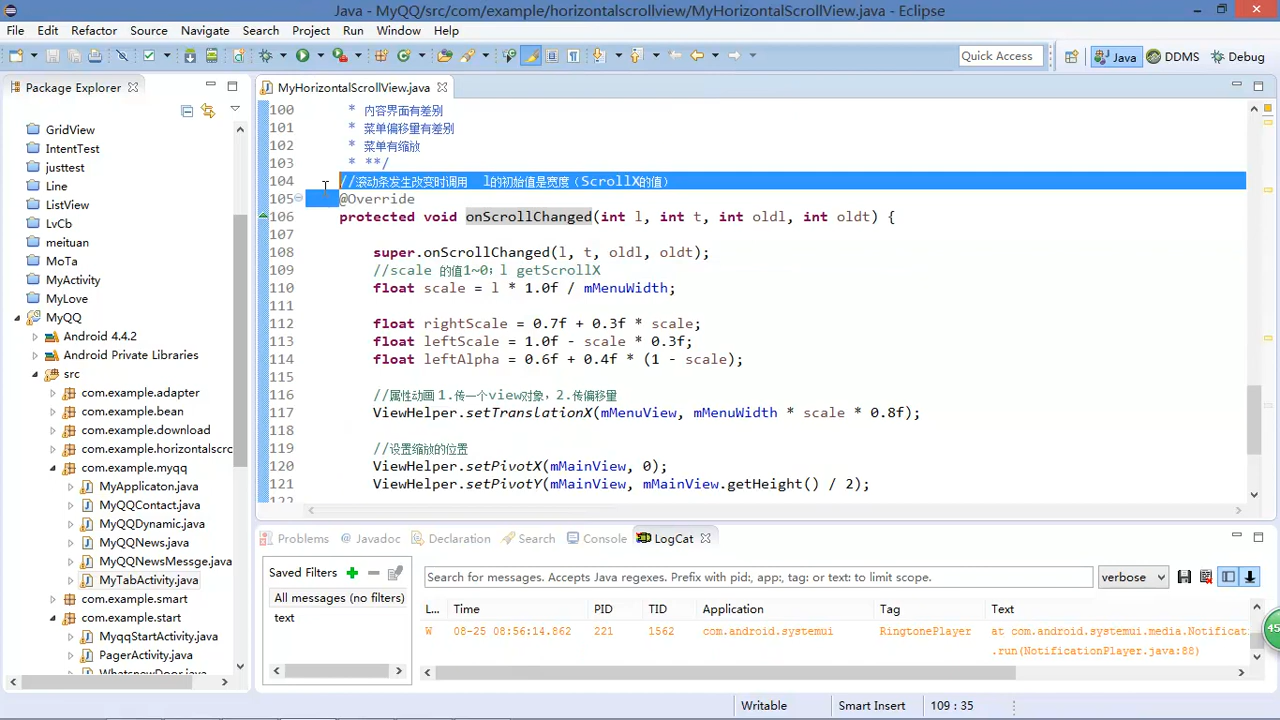 Java - MyQQ/src/com/example/horizontalscrollview/MyHorizontalScrollView.java - Eclipse
File Edit Refactor Source Navigate Search Project Run Window Help
Quick Access Java DDMS Debug
Package Explorer
GridView
IntentTest
justtest
Line
ListView
LvCb
meituan
MoTa
MyActivity
MyLove
MyQQ
Android 4.4.2
Android Private Libraries
src
com.example.adapter
com.example.bean
com.example.download
com.example.horizontalscrc
com.example.myqq
MyApplicaton.java
MyQQContact.java
MyQQDynamic.java
MyQQNews.java
MyQQNewsMessge.java
MyTabActivity.java
com.example.smart
com.example.start
MyqqStartActivity.java
PagerActivity.java
WhatsnewDoor.java
MyHorizontalScrollView.java
100 * 内容界面有差别
101 * 菜单偏移量有差别
102 * 菜单有缩放
103 * **/
104 //滚动条发生改变时调用 l的初始值是宽度（ScrollX的值）
105 @Override
106 protected void onScrollChanged(int l, int t, int oldl, int oldt) {
107
108 super.onScrollChanged(l, t, oldl, oldt);
109 //scale 的值1~0；l getScrollX
110 float scale = l * 1.0f / mMenuWidth;
111
112 float rightScale = 0.7f + 0.3f * scale;
113 float leftScale = 1.0f - scale * 0.3f;
114 float leftAlpha = 0.6f + 0.4f * (1 - scale);
115
116 //属性动画 1.传一个view对象，2.传偏移量
117 ViewHelper.setTranslationX(mMenuView, mMenuWidth * scale * 0.8f);
118
119 //设置缩放的位置
120 ViewHelper.setPivotX(mMainView, 0);
121 ViewHelper.setPivotY(mMainView, mMainView.getHeight() / 2);
122
Problems Javadoc Declaration Search Console LogCat
Saved Filters
All messages (no filters)
text
Search for messages. Accepts Java regexes. Prefix with pid:, app:, tag: or text: to limit scope.
verbose
L... Time PID TID Application Tag Text
W 08-25 08:56:14.862 221 1562 com.android.systemui RingtonePlayer at com.android.systemui.media.Notificat
.run(NotificationPlayer.java:88)
45
Writable Smart Insert 109 : 35